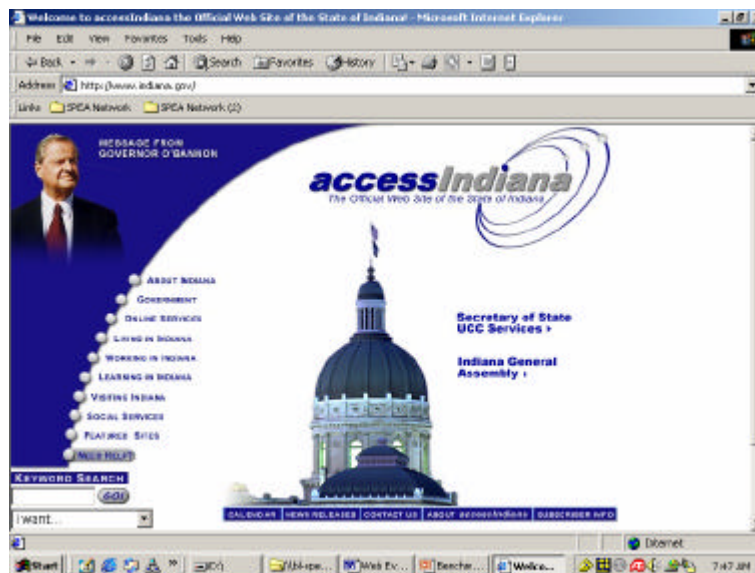 Welcome to accessIndiana the Official Web Site of the State of Indiana! - Microsoft Internet Explorer
File Edit View Favorites Tools Help
Back Search Favorites History
Address http://www.indiana.gov/
Links SPEA Network SPEA Network (2)
MESSAGE FROM
GOVERNOR O'BANNON
accessIndiana
The Official Web Site of the State of Indiana
ABOUT INDIANA
GOVERNMENT
ONLINE SERVICES
LIVING IN INDIANA
WORKING IN INDIANA
LEARNING IN INDIANA
VISITING INDIANA
SOCIAL SERVICES
FEATURED SITES
NEED HELP?
Secretary of State
UCC Services
Indiana General
Assembly
KEYWORD SEARCH
GO!
I want...
CALENDAR NEWS RELEASES CONTACT US ABOUT accessIndiana SUBSCRIBER INFO
Internet
Start Web Ev... Welco... 7:47 AM